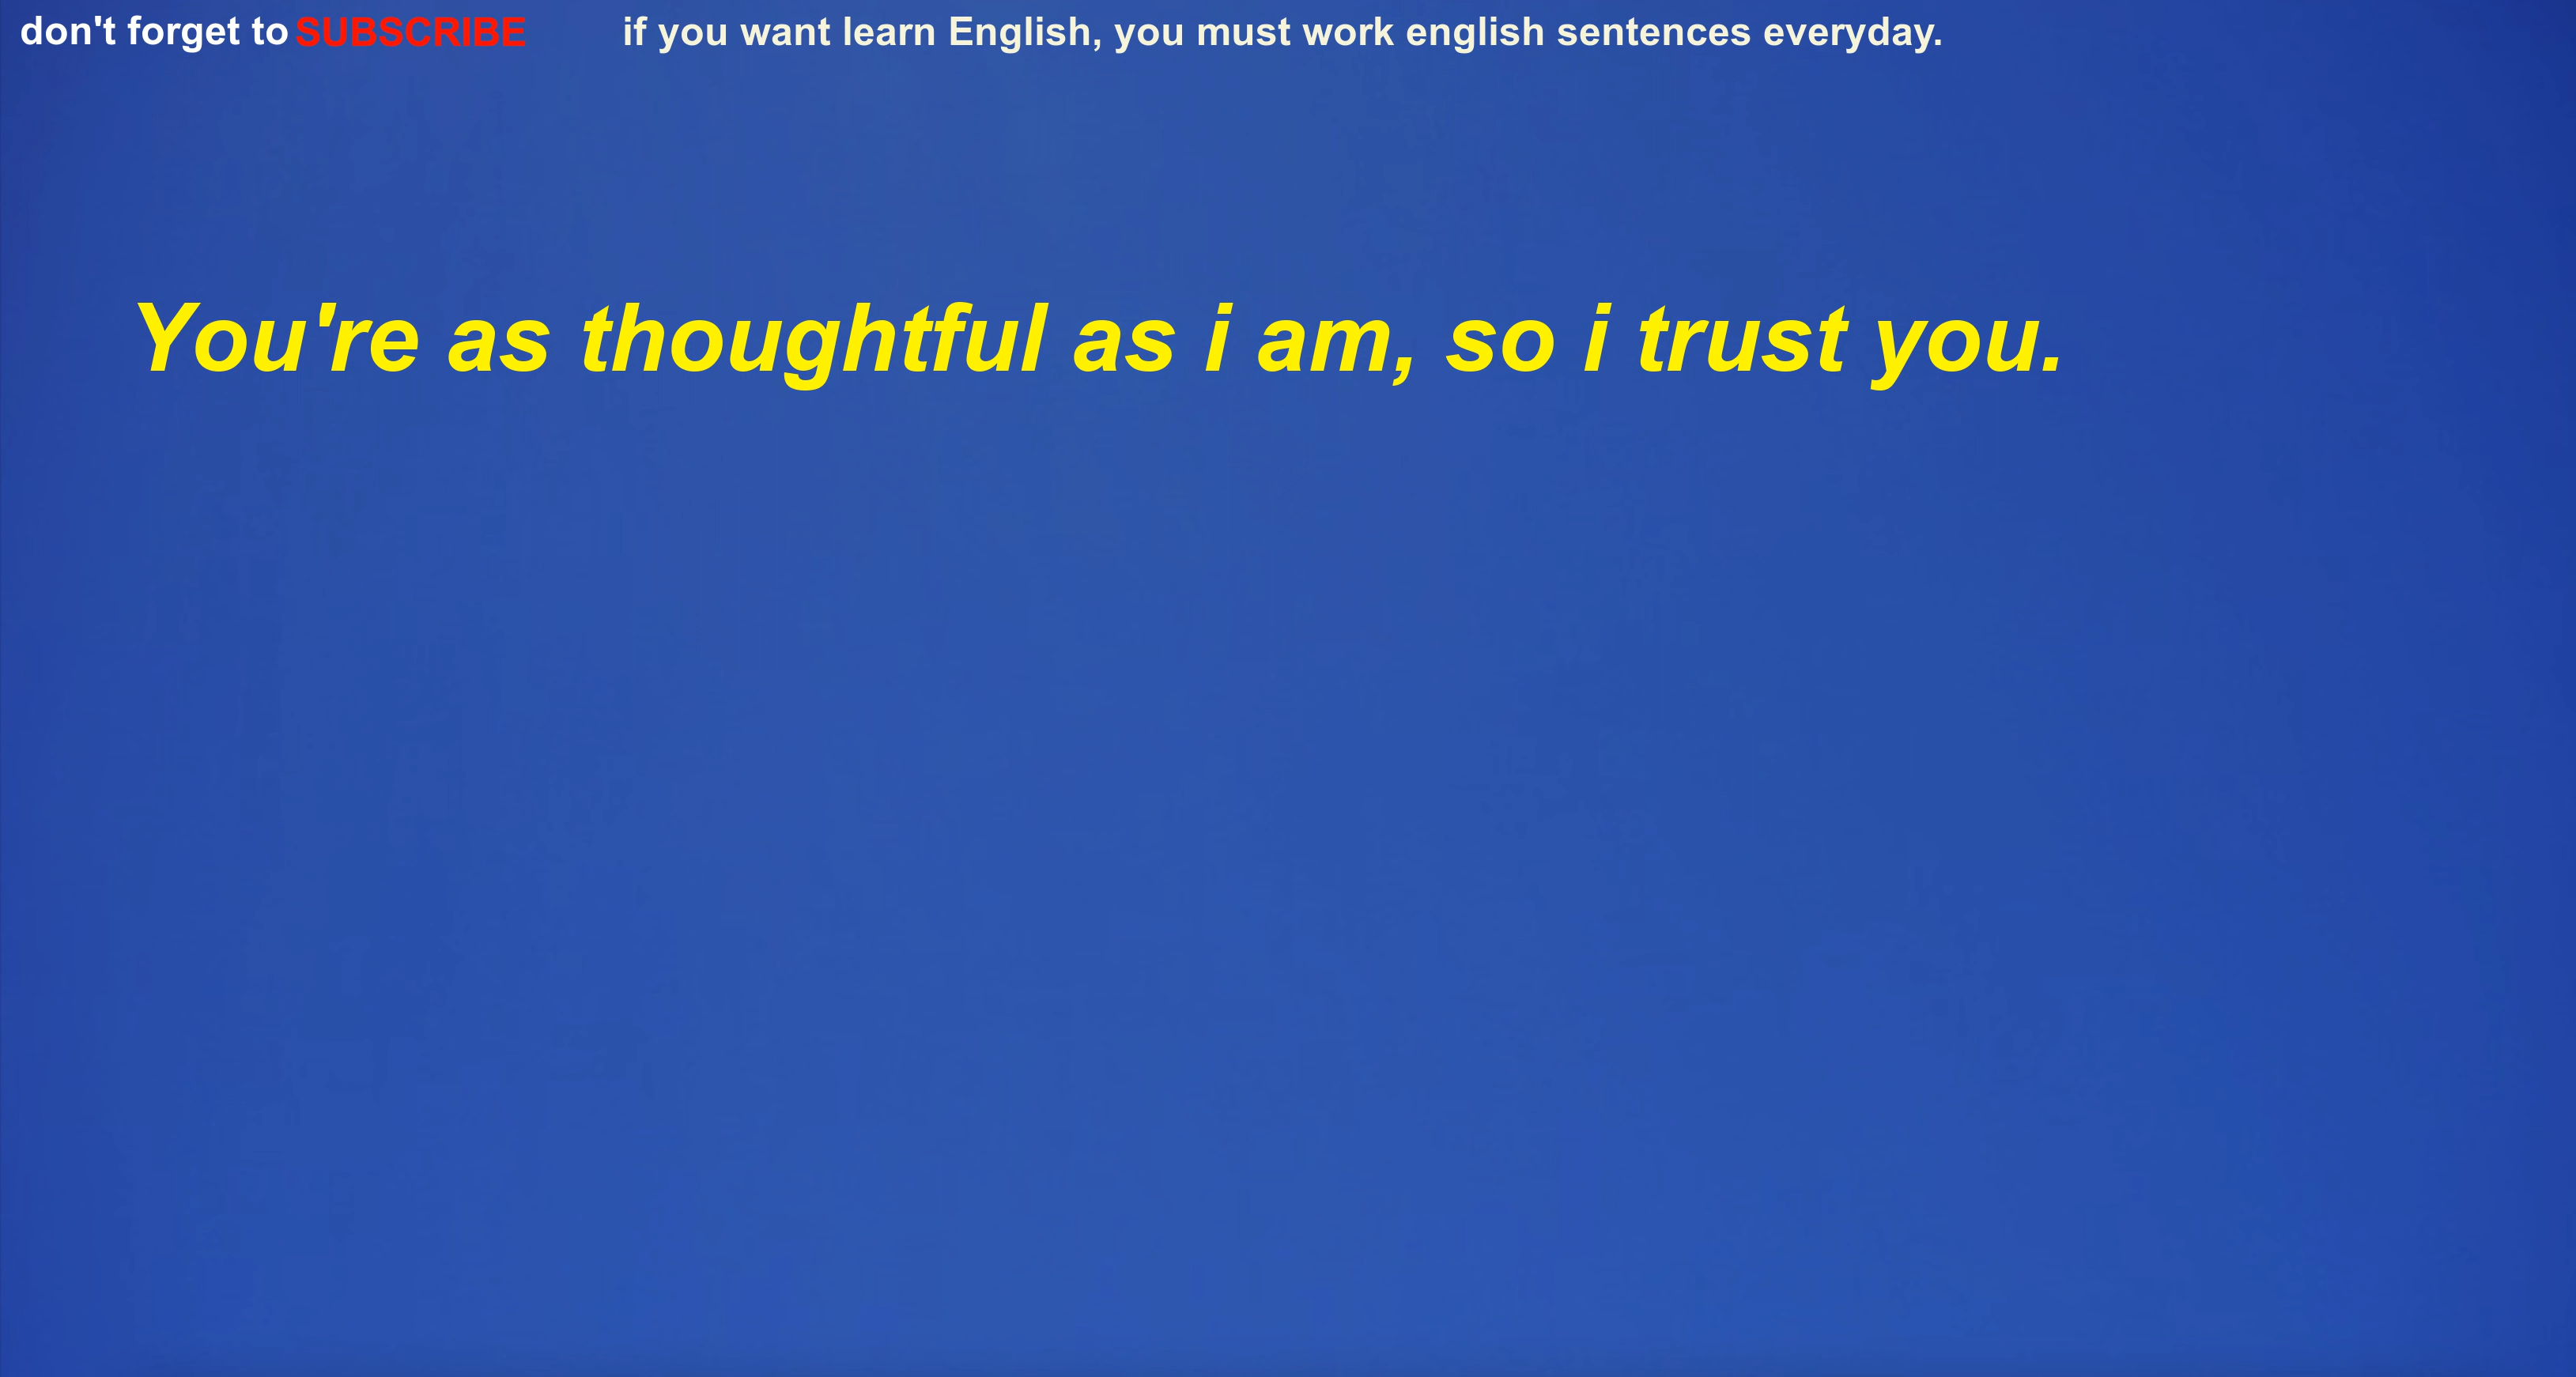 don't forget to SUBSCRIBE if you want learn English, you must work english sentences everyday.
You're as thoughtful as i am, so i trust you.